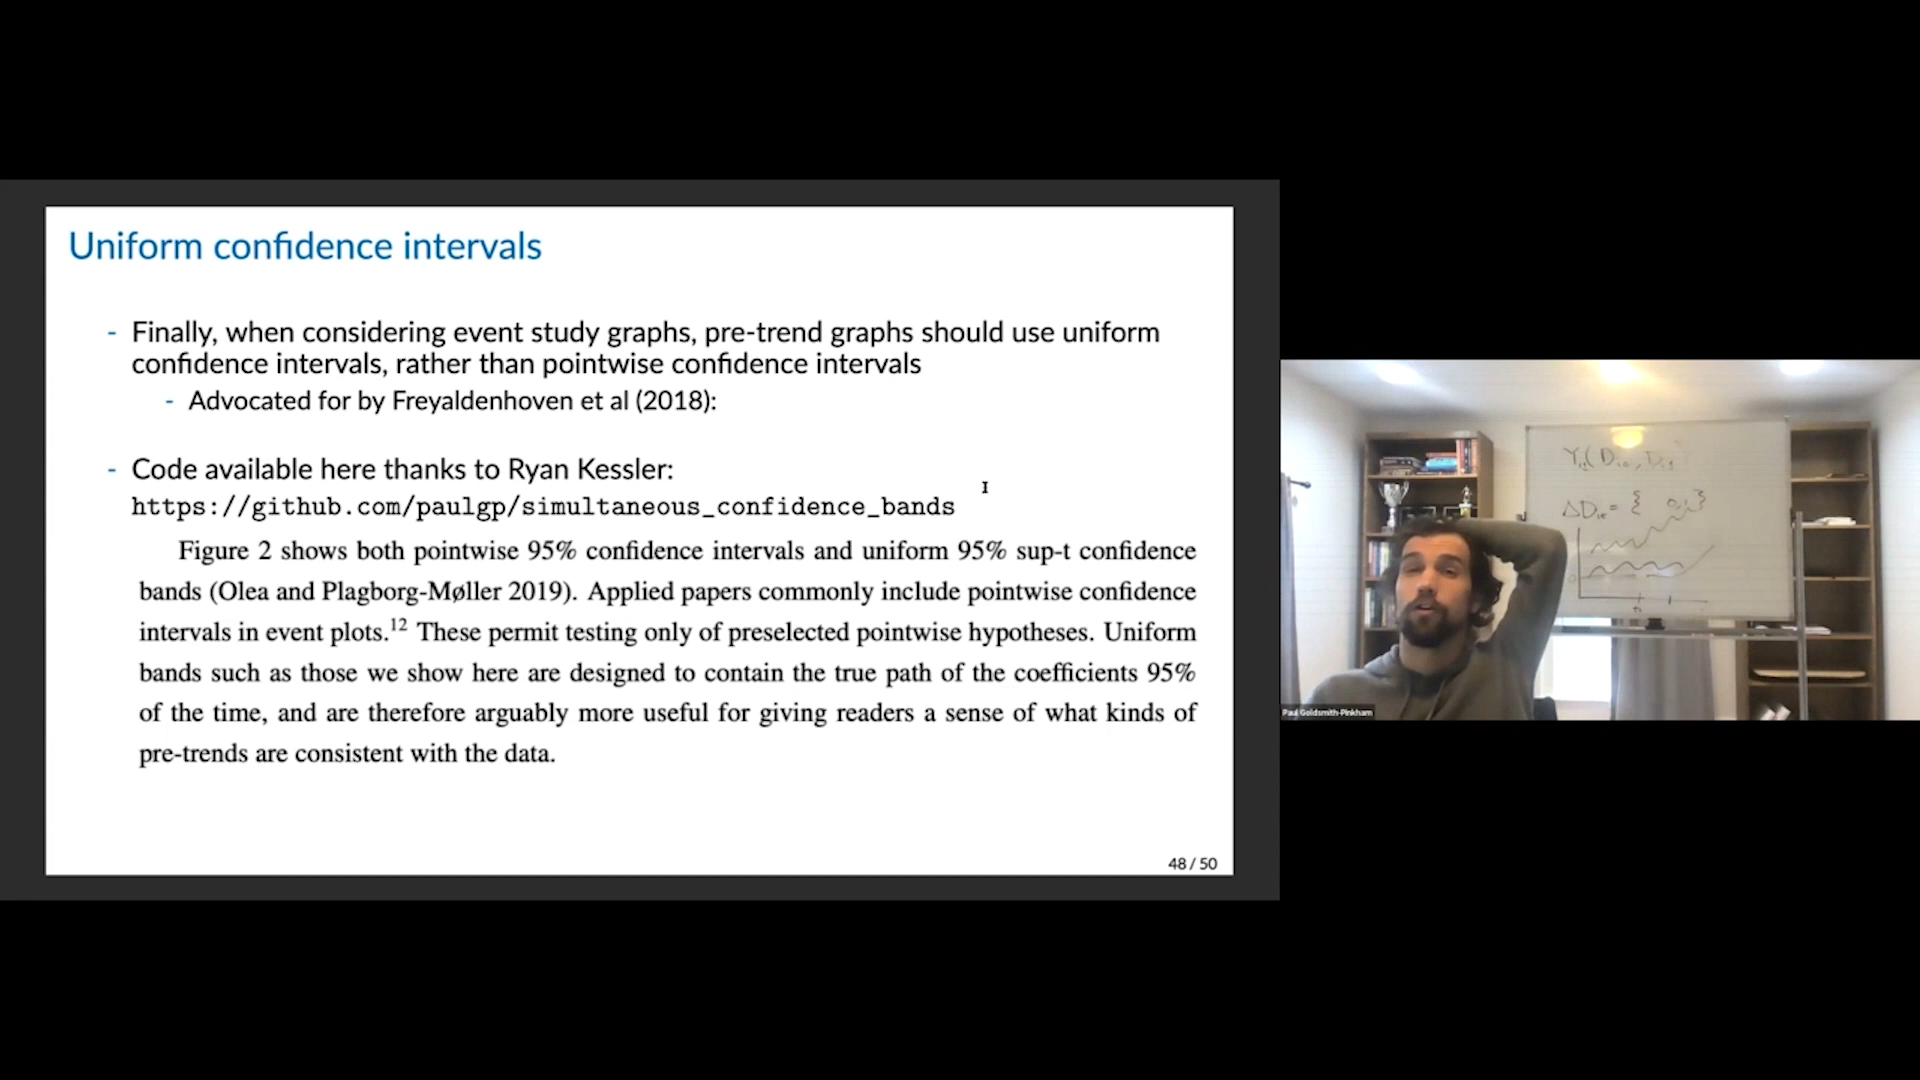 Uniform confidence intervals
- Finally, when considering event study graphs, pre-trend graphs should use uniform
confidence intervals, rather than pointwise confidence intervals
- Advocated for by Freyaldenhoven et al (2018):
- Code available here thanks to Ryan Kessler:
https://github.com/paulgp/simultaneous_confidence_bands
Figure 2 shows both pointwise 95% confidence intervals and uniform 95% sup-t confidence
bands (Olea and Plagborg-Møller 2019). Applied papers commonly include pointwise confidence
intervals in event plots.¹² These permit testing only of preselected pointwise hypotheses. Uniform
bands such as those we show here are designed to contain the true path of the coefficients 95%
of the time, and are therefore arguably more useful for giving readers a sense of what kinds of
pre-trends are consistent with the data.
48 / 50
Paul Goldsmith-Pinkham